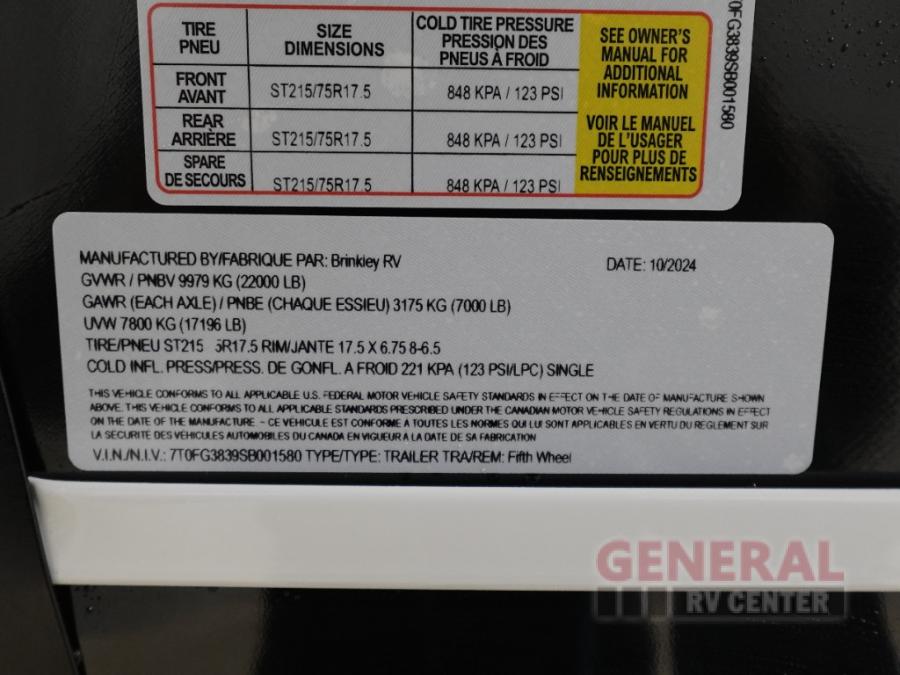 TIRE
PNEU
SIZE
DIMENSIONS
COLD TIRE PRESSURE
PRESSION DES
PNEUS À FROID
FRONT
AVANT
ST215/75R17.5
848 KPA / 123 PSI
REAR
ARRIÈRE
ST215/75R17.5
848 KPA / 123 PSI
SPARE
DE SECOURS
ST215/75R17.5
848 KPA / 123 PSI
SEE OWNER'S
MANUAL FOR
ADDITIONAL
INFORMATION
VOIR LE MANUEL
DE L'USAGER
POUR PLUS DE
RENSEIGNEMENTS
T0FG3839SB001580
MANUFACTURED BY/FABRIQUE PAR: Brinkley RV
DATE: 10/2024
GVWR / PNBV 9979 KG (22000 LB)
GAWR (EACH AXLE) / PNBE (CHAQUE ESSIEU) 3175 KG (7000 LB)
UVW 7800 KG (17196 LB)
TIRE/PNEU ST215 5R17.5 RIM/JANTE 17.5 X 6.75 8-6.5
COLD INFL. PRESS/PRESS. DE GONFL. A FROID 221 KPA (123 PSI/LPC) SINGLE
THIS VEHICLE CONFORMS TO ALL APPLICABLE U.S. FEDERAL MOTOR VEHICLE SAFETY STANDARDS IN EFFECT ON THE DATE OF MANUFACTURE SHOWN
ABOVE. THIS VEHICLE CONFORMS TO ALL APPLICABLE STANDARDS PRESCRIBED UNDER THE CANADIAN MOTOR VEHICLE SAFETY REGULATIONS IN EFFECT
ON THE DATE OF THE MANUFACTURE - CE VEHICULE EST CONFORME A TOUTES LES NORMES QUI LUI SONT APPLICABLES EN VERTU DU REGLEMENT SUR
LA SECURITE DES VEHICULES AUTOMOBILES DU CANADA EN VIGUEUR A LA DATE DE SA FABRICATION
V.I.N./N.I.V.: 7T0FG3839SB001580 TYPE/TYPE: TRAILER TRA/REM: Fifth Wheel
GENERAL
RV CENTER